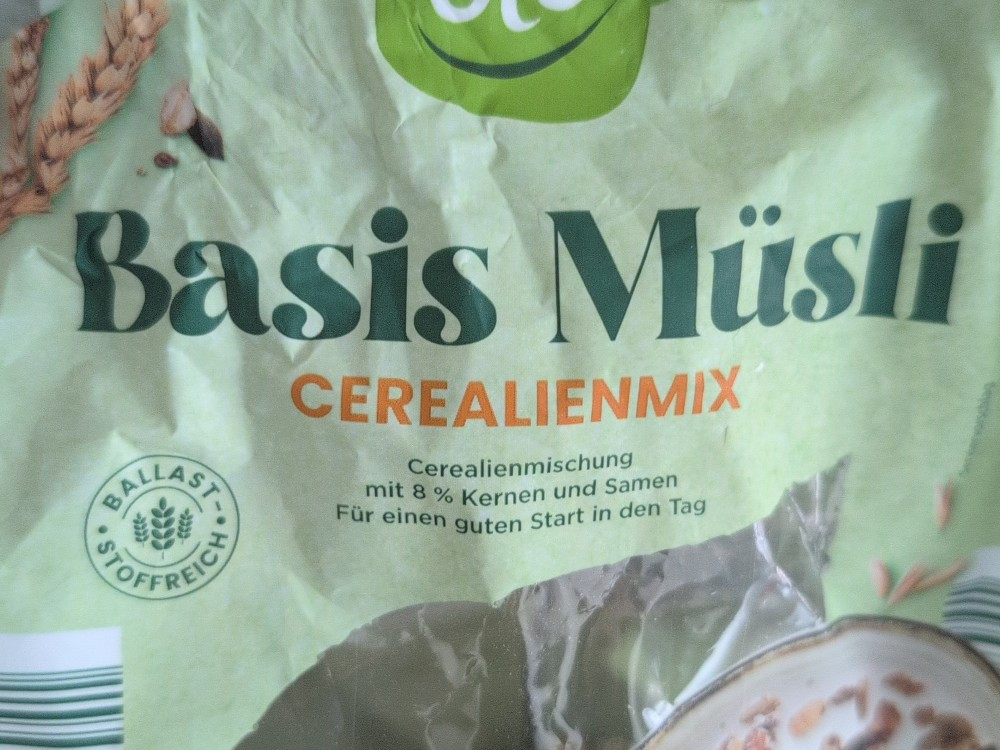 Basis Müsli
CEREALIENMIX
Cerealienmischung
mit 8 % Kernen und Samen
Für einen guten Start in den Tag
BALLAST-
STOFFREICH